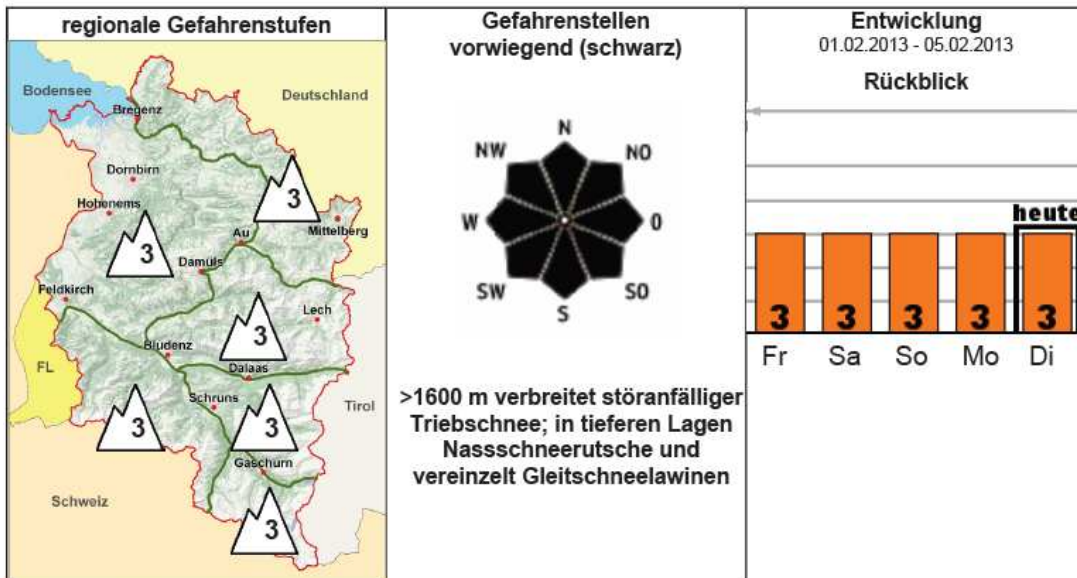 regionale Gefahrenstufen
Bodensee
Deutschland
Bregenz
Dornbirn
3
Hohenems
Mittelberg
3
Au
Damuls
Feldkirch
Lech
3
Bludenz
FL
Dalaas
Tirol
Schruns
3
3
Gaschurn
Schweiz
3
Gefahrenstellen
vorwiegend (schwarz)
N
NW
NO
W
O
SW
SO
S
>1600 m verbreitet störanfälliger
Triebschnee; in tieferen Lagen
Nassschneerutsche und
vereinzelt Gleitschneelawinen
Entwicklung
01.02.2013 - 05.02.2013
Rückblick
heute
3 3 3 3 3
Fr Sa So Mo Di